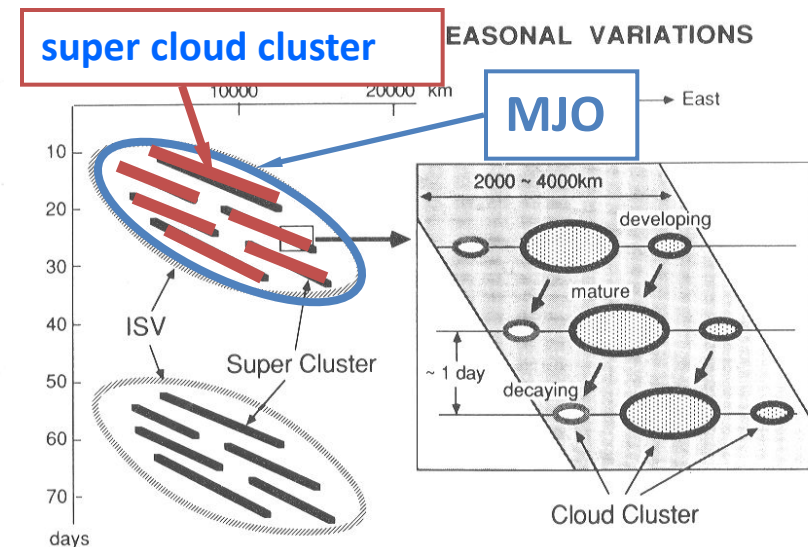 super cloud cluster
EASONAL VARIATIONS
10000
20000 km
MJO
East
10
20
30
40
50
60
70
days
ISV
Super Cluster
2000 ~ 4000km
developing
mature
~ 1 day
decaying
Cloud Cluster